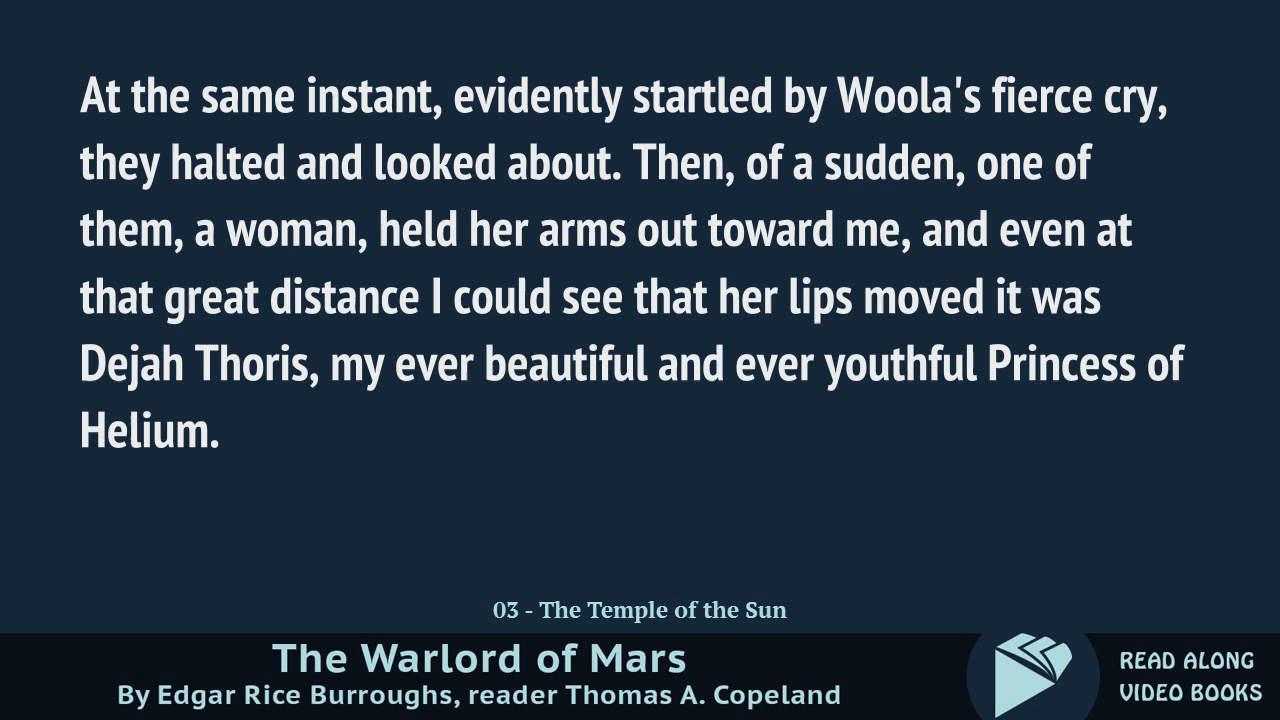 At the same instant, evidently startled by Woola's fierce cry,
they halted and looked about. Then, of a sudden, one of
them, a woman, held her arms out toward me, and even at
that great distance I could see that her lips moved it was
Dejah Thoris, my ever beautiful and ever youthful Princess of
Helium.
03 - The Temple of the Sun
The Warlord of Mars
By Edgar Rice Burroughs, reader Thomas A. Copeland
READ ALONG
VIDEO BOOKS